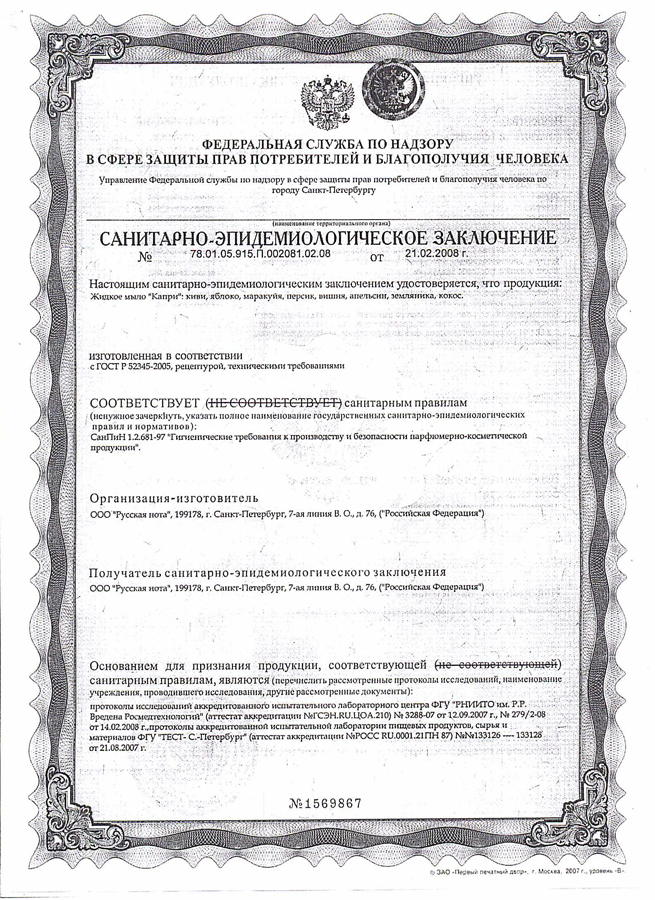 ФЕДЕРАЛЬНАЯ СЛУЖБА ПО НАДЗОРУ
В СФЕРЕ ЗАЩИТЫ ПРАВ ПОТРЕБИТЕЛЕЙ И БЛАГОПОЛУЧИЯ ЧЕЛОВЕКА
Управление Федеральной службы по надзору в сфере защиты прав потребителей и благополучия человека по
городу Санкт-Петербургу
(наименование территориального органа)
САНИТАРНО-ЭПИДЕМИОЛОГИЧЕСКОЕ ЗАКЛЮЧЕНИЕ
№ 78.01.05.915.П.002081.02.08 от 21.02.2008 г.
Настоящим санитарно-эпидемиологическим заключением удостоверяется, что продукция:
Жидкое мыло "Капри": киви, яблоко, маракуйя, персик, вишня, апельсин, земляника, кокос.
изготовленная в соответствии
с ГОСТ Р 52345-2005, рецептурой, техническими требованиями
СООТВЕТСТВУЕТ (НЕ СООТВЕТСТВУЕТ) санитарным правилам
(ненужное зачеркнуть, указать полное наименование государственных санитарно-эпидемиологических
правил и нормативов):
СанПиН 1.2.681-97 "Гигиенические требования к производству и безопасности парфюмерно-косметической
продукции".
Организация-изготовитель
ООО "Русская нота", 199178, г. Санкт-Петербург, 7-ая линия В. О., д. 76, ("Российская Федерация")
Получатель санитарно-эпидемиологического заключения
ООО "Русская нота", 199178, г. Санкт-Петербург, 7-ая линия В. О., д. 76, ("Российская Федерация")
Основанием для признания продукции, соответствующей (не соответствующей)
санитарным правилам, являются (перечислить рассмотренные протоколы исследований, наименование
учреждения, проводившего исследования, другие рассмотренные документы):
протоколы исследований аккредитованного испытательного лабораторного центра ФГУ "РНИИТО им. Р.Р.
Вредена Росмедтехнологий" (аттестат аккредитации №ГСЭН.RU.ЦОА.210) № 3288-07 от 12.09.2007 г., № 279/2-08
от 14.02.2008 г.,протоколы аккредитованной испытательной лаборатории пищевых продуктов, сырья и
материалов ФГУ "ТЕСТ- С.-Петербург" (аттестат аккредитации №РОСС RU.0001.21ПН 87) №№133126 ---- 133128
от 21.08.2007 г.
№1569867
© ЗАО «Первый печатный двор», г. Москва, 2007 г., уровень «В».